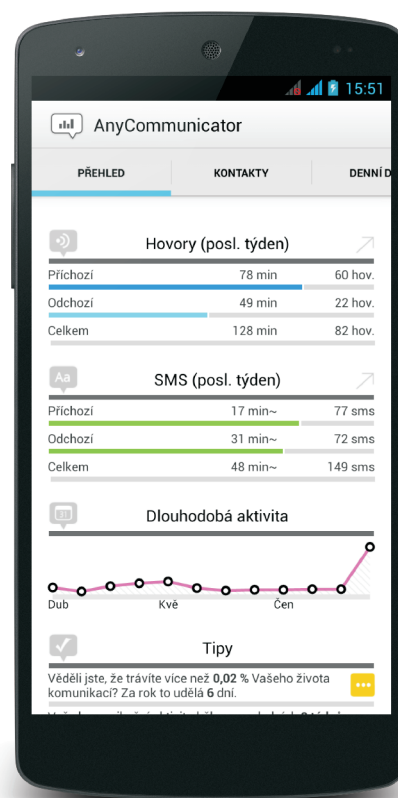 15:51
AnyCommunicator
PŘEHLED KONTAKTY DENNÍ D
Hovory (posl. týden)
Příchozí 78 min 60 hov.
Odchozí 49 min 22 hov.
Celkem 128 min 82 hov.
Aa
SMS (posl. týden)
Příchozí 17 min~ 77 sms
Odchozí 31 min~ 72 sms
Celkem 48 min~ 149 sms
31
Dlouhodobá aktivita
Dub Kvě Čen
Tipy
Věděli jste, že trávíte více než 0,02 % Vašeho života
komunikací? Za rok to udělá 6 dní.